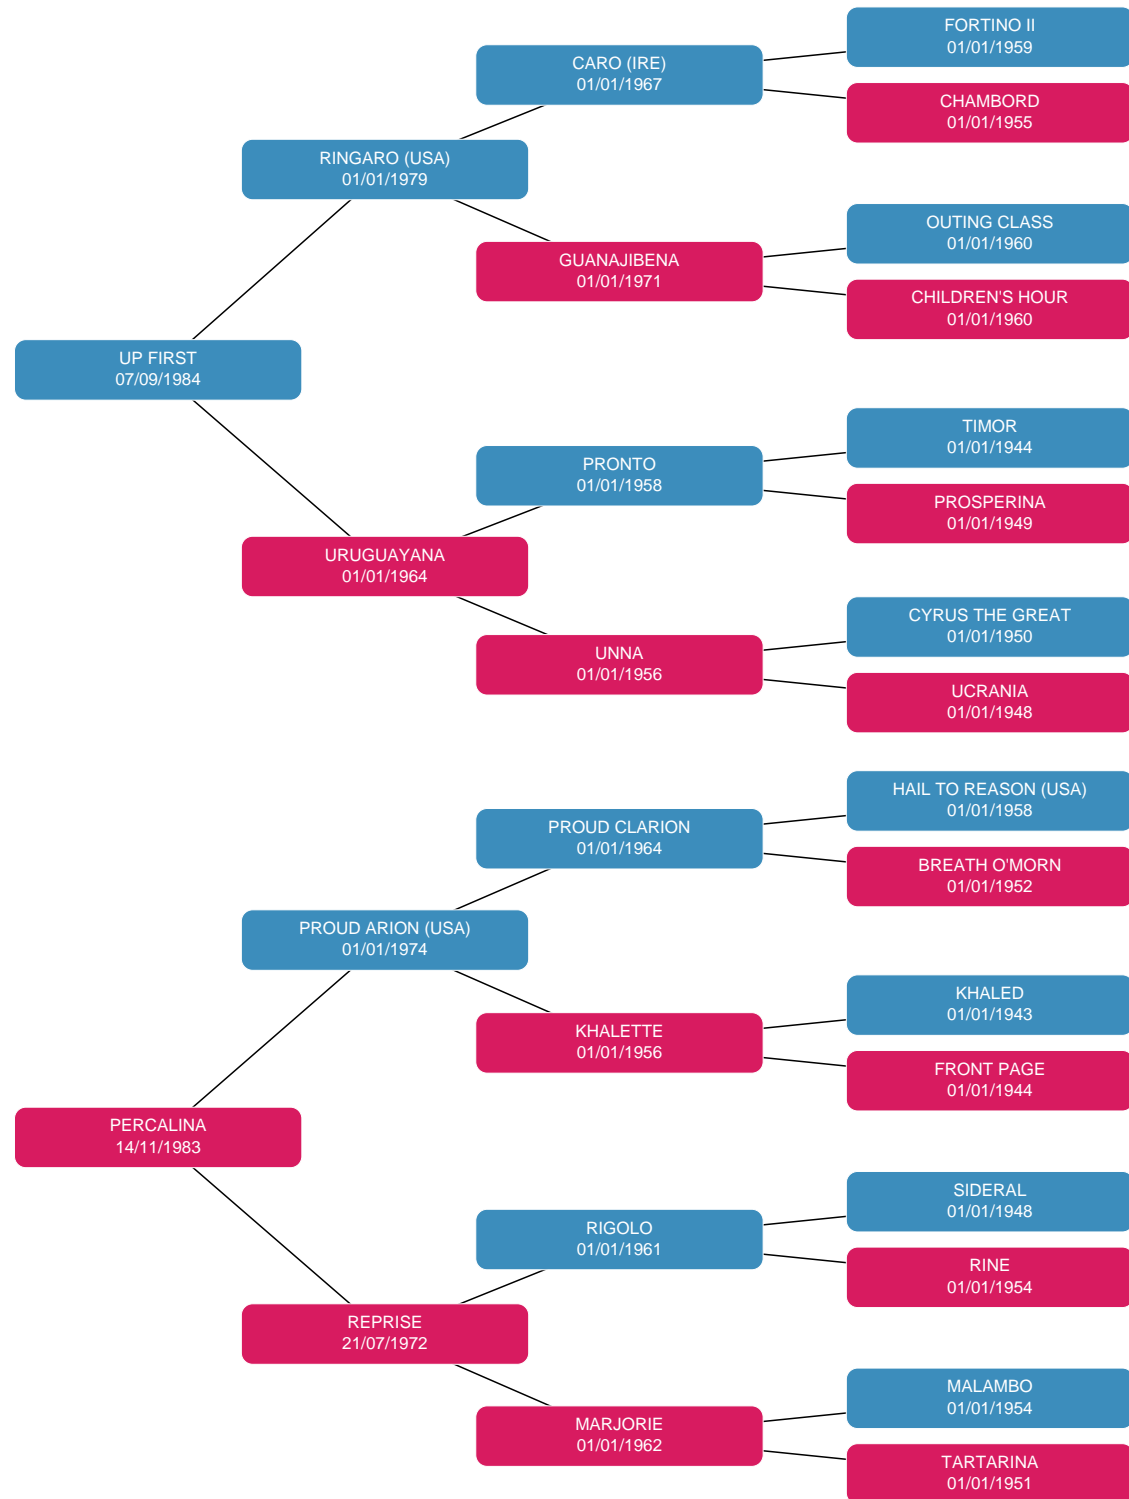 FORTINO II
01/01/1959
CARO (IRE)
01/01/1967
CHAMBORD
01/01/1955
RINGARO (USA)
01/01/1979
OUTING CLASS
01/01/1960
GUANAJIBENA
01/01/1971
CHILDREN'S HOUR
01/01/1960
UP FIRST
07/09/1984
TIMOR
01/01/1944
PRONTO
01/01/1958
PROSPERINA
01/01/1949
URUGUAYANA
01/01/1964
CYRUS THE GREAT
01/01/1950
UNNA
01/01/1956
UCRANIA
01/01/1948
HAIL TO REASON (USA)
01/01/1958
PROUD CLARION
01/01/1964
BREATH O'MORN
01/01/1952
PROUD ARION (USA)
01/01/1974
KHALED
01/01/1943
KHALETTE
01/01/1956
FRONT PAGE
01/01/1944
PERCALINA
14/11/1983
SIDERAL
01/01/1948
RIGOLO
01/01/1961
RINE
01/01/1954
REPRISE
21/07/1972
MALAMBO
01/01/1954
MARJORIE
01/01/1962
TARTARINA
01/01/1951